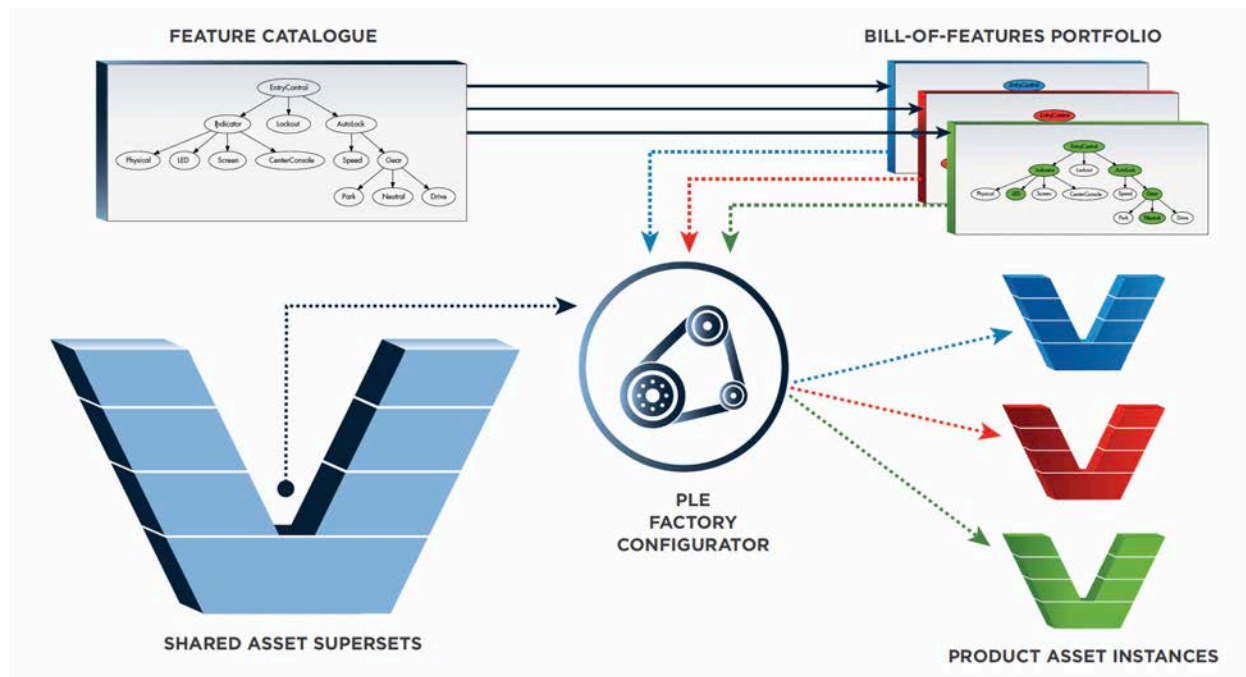 FEATURE CATALOGUE
BILL-OF-FEATURES PORTFOLIO
EntryControl
Indicator Lockout AutoLock
Physical LED Screen CenterConsole Speed Gear
Park Neutral Drive
EntryControl
EntryControl
EntryControl
Indicator Lockout AutoLock
Physical LED Screen CenterConsole Speed Gear
Park Neutral Drive
PLE
FACTORY
CONFIGURATOR
SHARED ASSET SUPERSETS
PRODUCT ASSET INSTANCES